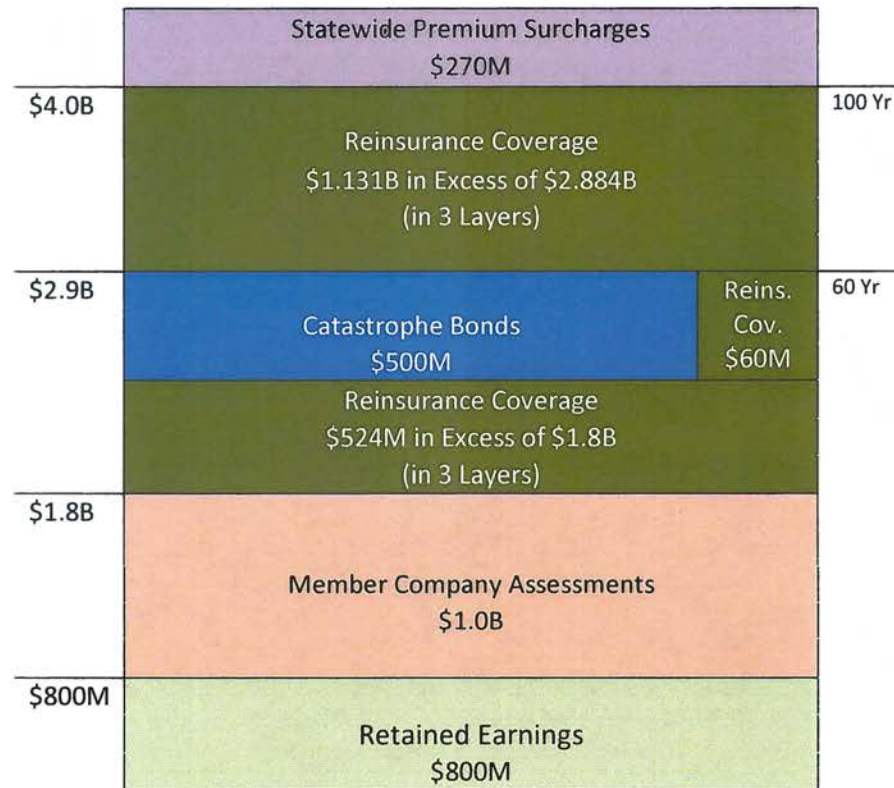 Statewide Premium Surcharges
$270M
$4.0B
100 Yr
Reinsurance Coverage
$1.131B in Excess of $2.884B
(in 3 Layers)
$2.9B
60 Yr
Catastrophe Bonds
$500M
Reins.
Cov.
$60M
Reinsurance Coverage
$524M in Excess of $1.8B
(in 3 Layers)
$1.8B
Member Company Assessments
$1.0B
$800M
Retained Earnings
$800M